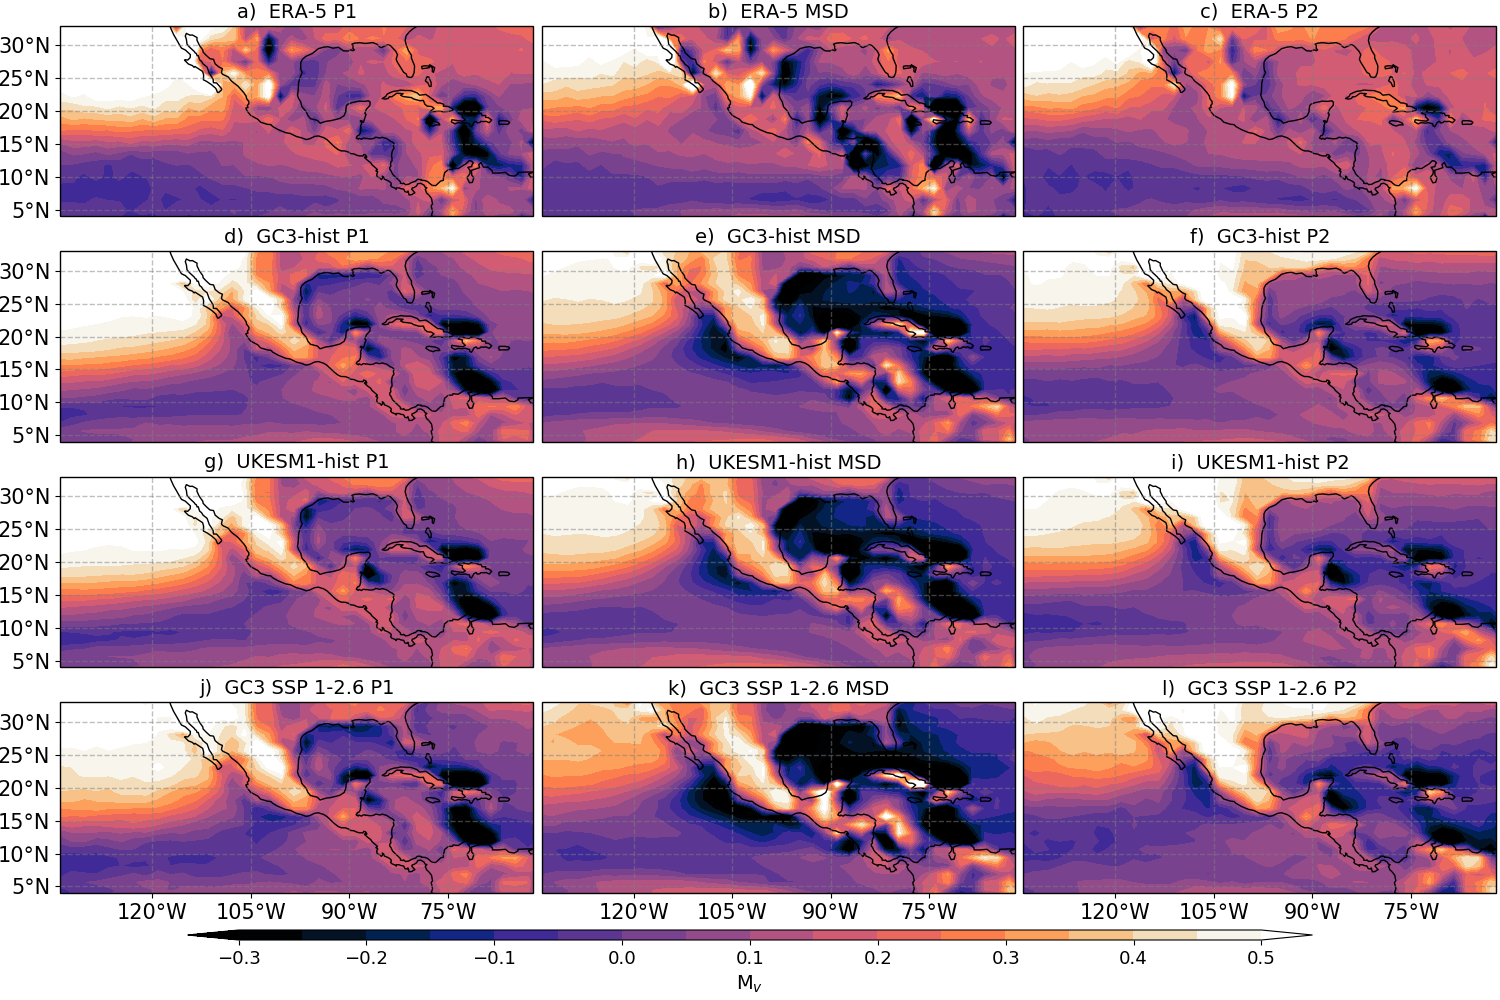 a) ERA-5 P1
b) ERA-5 MSD
c) ERA-5 P2
30°N
25°N
20°N
15°N
10°N
5°N
d) GC3-hist P1
e) GC3-hist MSD
f) GC3-hist P2
30°N
25°N
20°N
15°N
10°N
5°N
g) UKESM1-hist P1
h) UKESM1-hist MSD
i) UKESM1-hist P2
30°N
25°N
20°N
15°N
10°N
5°N
j) GC3 SSP 1-2.6 P1
k) GC3 SSP 1-2.6 MSD
l) GC3 SSP 1-2.6 P2
30°N
25°N
20°N
15°N
10°N
5°N
120°W 105°W 90°W 75°W 120°W 105°W 90°W 75°W 120°W 105°W 90°W 75°W
−0.3 −0.2 −0.1 0.0 0.1 0.2 0.3 0.4 0.5
Mᵥ